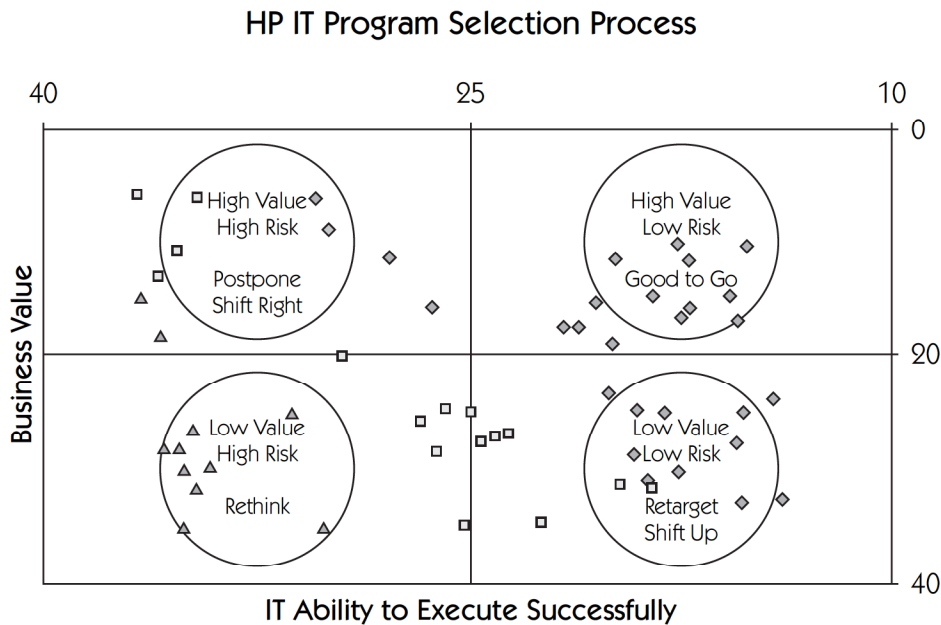 HP IT Program Selection Process
40
25
10
0
High Value
High Risk
Postpone
Shift Right
High Value
Low Risk
Good to Go
Business Value
20
Low Value
High Risk
Rethink
Low Value
Low Risk
Retarget
Shift Up
40
IT Ability to Execute Successfully